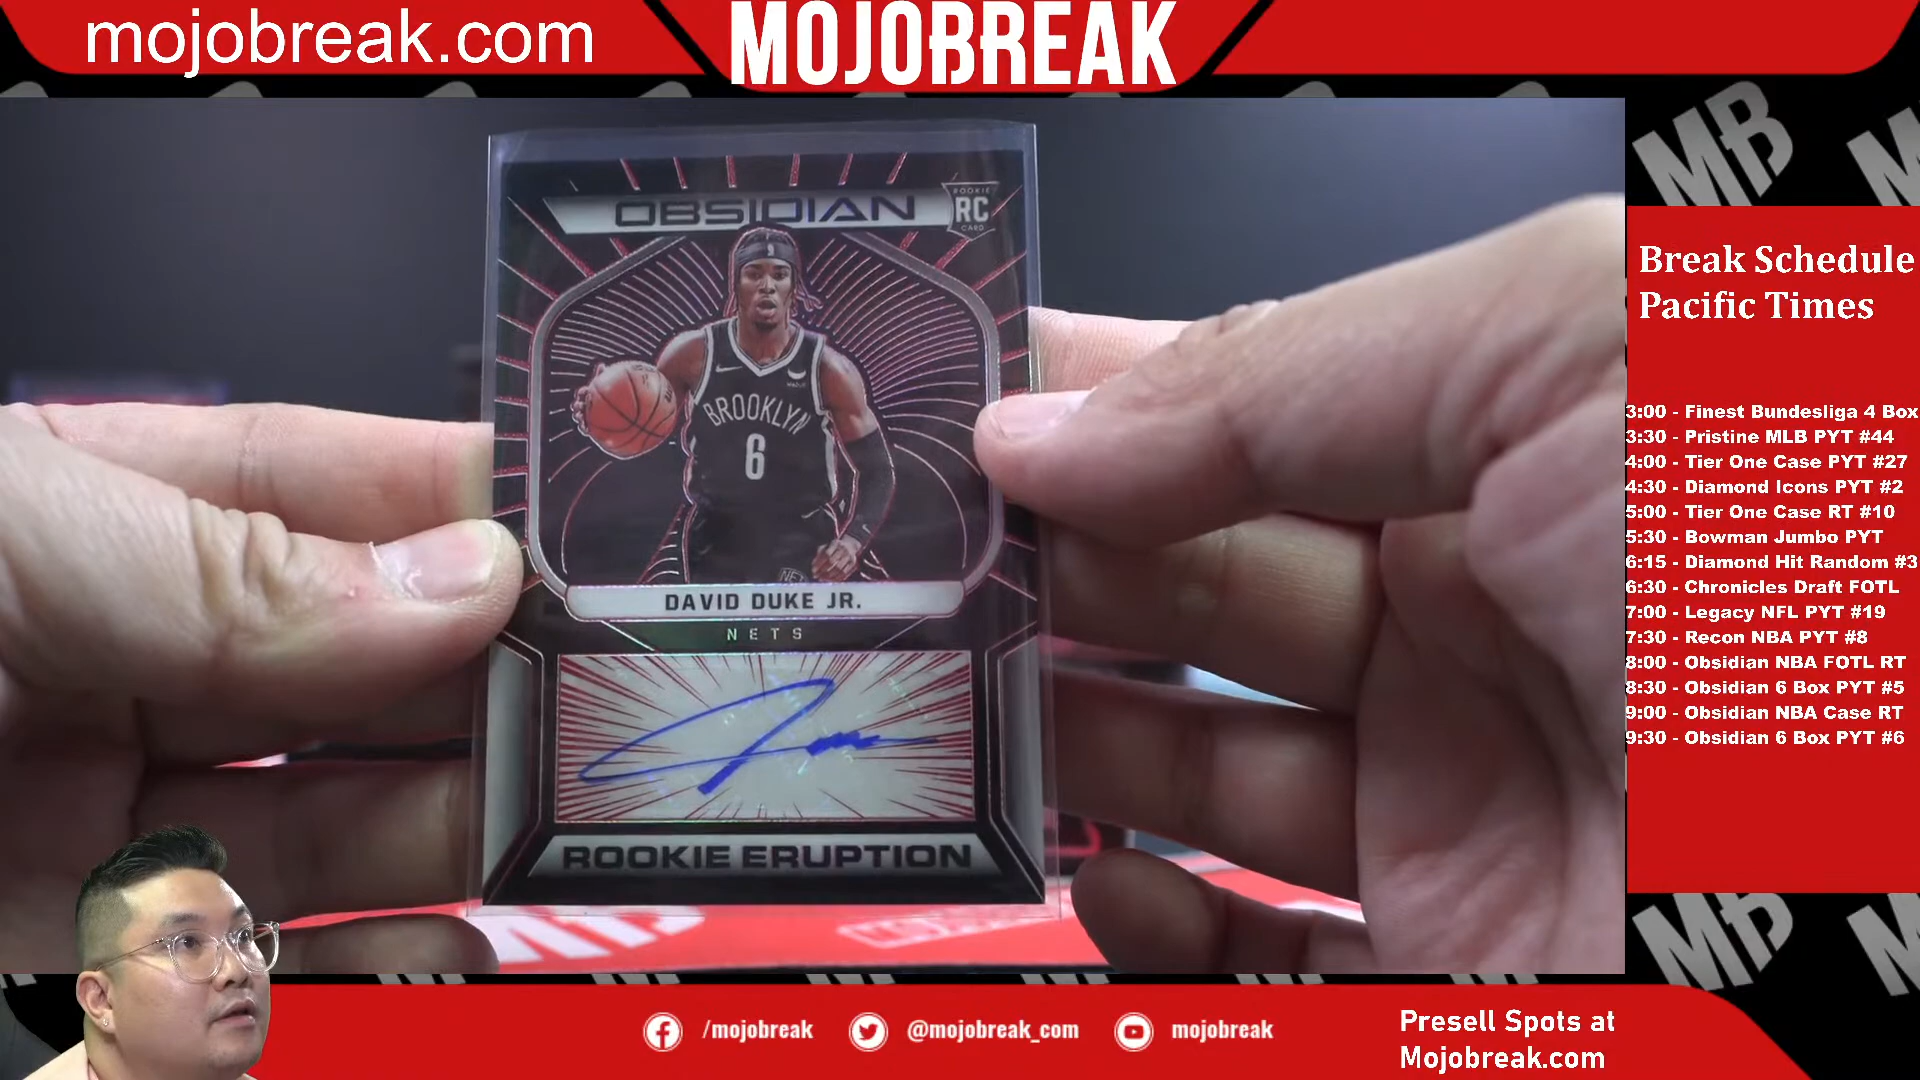 mojobreak.com
MOJOBREAK
MB
OBSIDIAN
ROOKIE
RC
CARD
BROOKLYN
6
DAVID DUKE JR.
NETS
ROOKIE ERUPTION
Break Schedule
Pacific Times
3:00 - Finest Bundesliga 4 Box
3:30 - Pristine MLB PYT #44
4:00 - Tier One Case PYT #27
4:30 - Diamond Icons PYT #2
5:00 - Tier One Case RT #10
5:30 - Bowman Jumbo PYT
6:15 - Diamond Hit Random #3
6:30 - Chronicles Draft FOTL
7:00 - Legacy NFL PYT #19
7:30 - Recon NBA PYT #8
8:00 - Obsidian NBA FOTL RT
8:30 - Obsidian 6 Box PYT #5
9:00 - Obsidian NBA Case RT
9:30 - Obsidian 6 Box PYT #6
MB
MB
/mojobreak
@mojobreak_com
mojobreak
Presell Spots at
Mojobreak.com